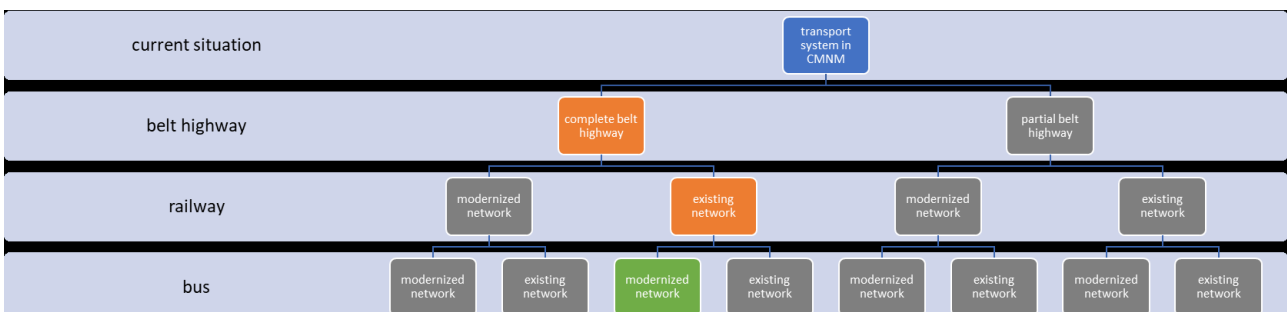 current situation
transport
system in
CMNM
belt highway
complete belt
highway
partial belt
highway
railway
modernized
network
existing
network
modernized
network
existing
network
bus
modernized
network
existing
network
modernized
network
existing
network
modernized
network
existing
network
modernized
network
existing
network